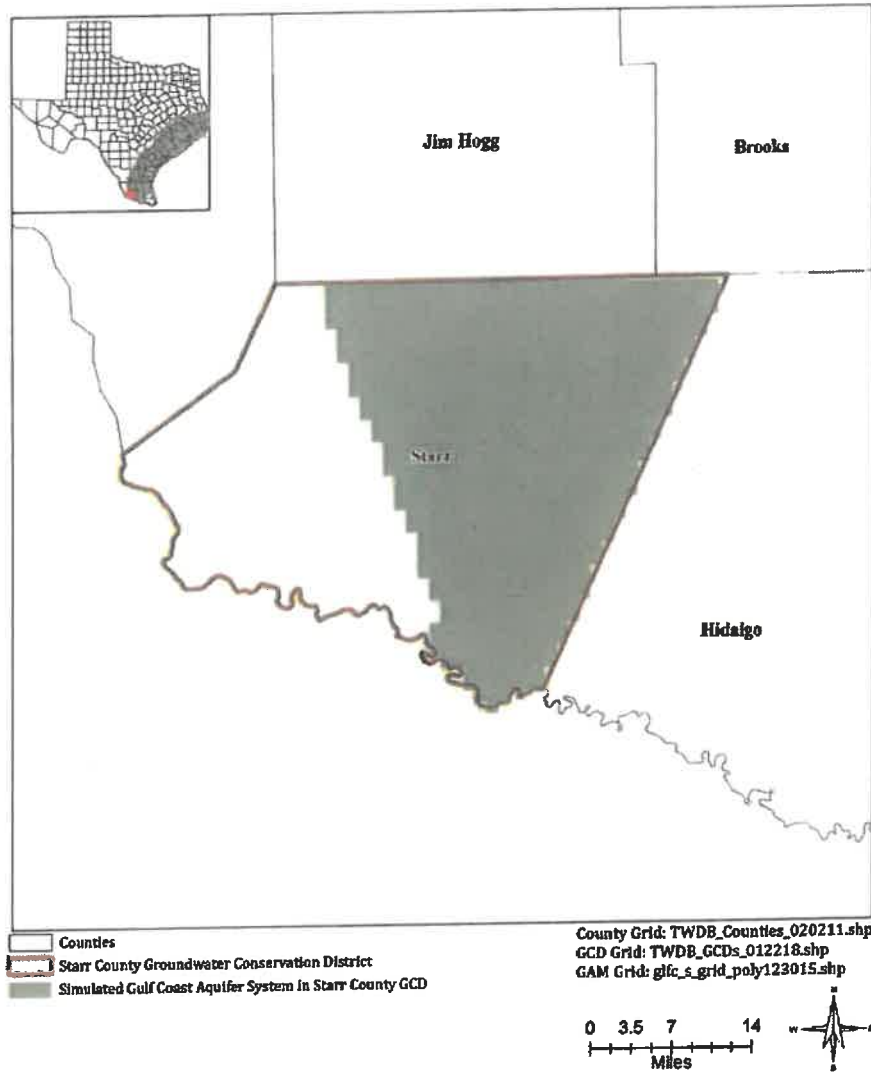 Jim Hogg
Brooks
Starr
Hidalgo
Counties
Starr County Groundwater Conservation District
Simulated Gulf Coast Aquifer System in Starr County GCD
County Grid: TWDB_Counties_020211.shp
GCD Grid: TWDB_GCDs_012218.shp
GAM Grid: glfc_s_grid_poly123015.shp
0 3.5 7 14
Miles
N
W
S